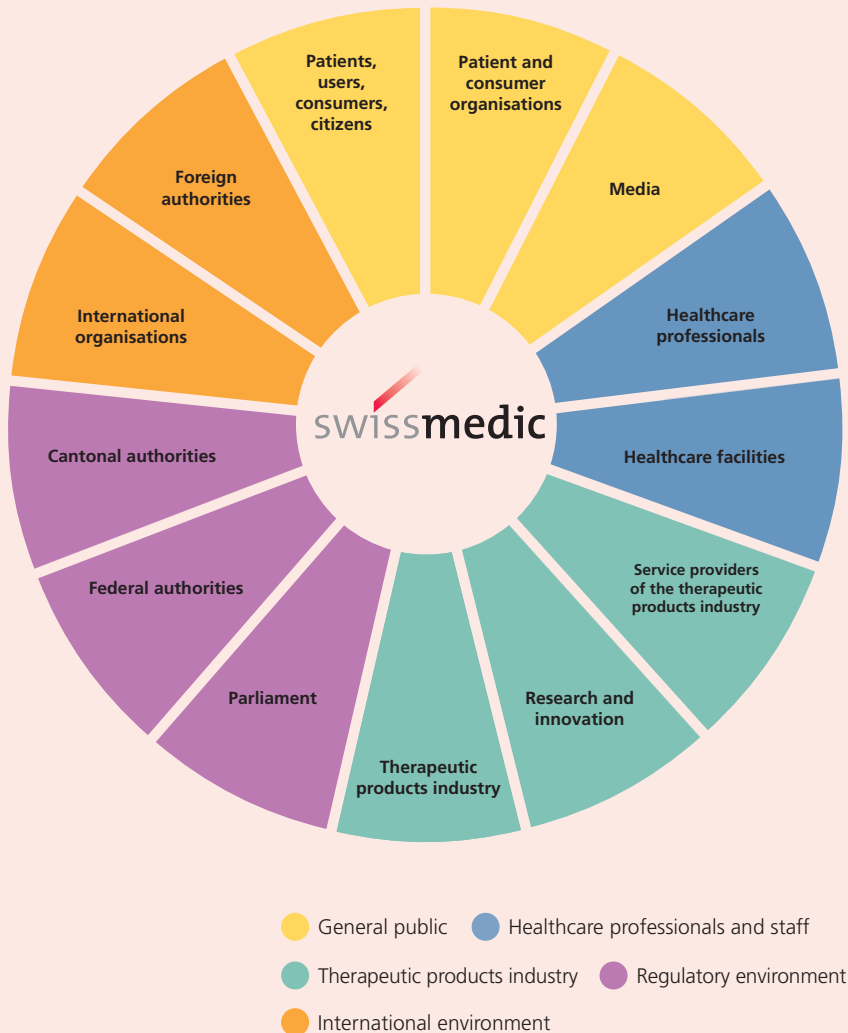 Patients,
users,
consumers,
citizens
Patient and
consumer
organisations
Media
Healthcare
professionals
Healthcare facilities
Service providers
of the therapeutic
products industry
Research and
innovation
Therapeutic
products industry
Parliament
Federal authorities
Cantonal authorities
International
organisations
Foreign
authorities
swissmedic
General public
Healthcare professionals and staff
Therapeutic products industry
Regulatory environment
International environment